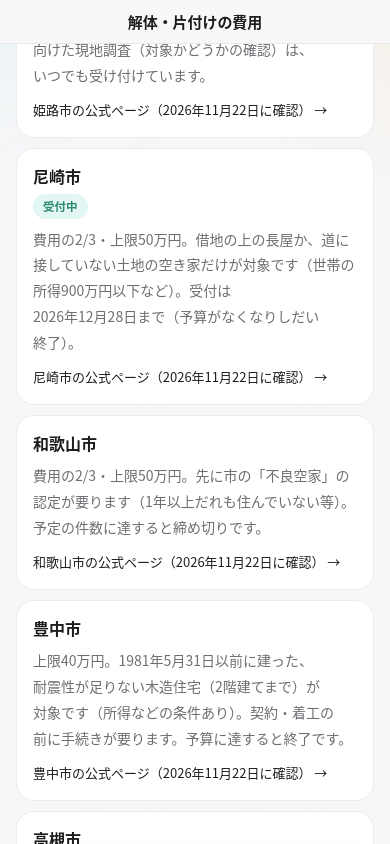 解体・片付けの費用
向けた現地調査（対象かどうかの確認）は、
いつでも受け付けています。
姫路市の公式ページ（2026年11月22日に確認） →
尼崎市
受付中
費用の2/3・上限50万円。借地の上の長屋か、道に
接していない土地の空き家だけが対象です（世帯の
所得900万円以下など）。受付は
2026年12月28日まで（予算がなくなりしだい
終了）。
尼崎市の公式ページ（2026年11月22日に確認） →
和歌山市
費用の2/3・上限50万円。先に市の「不良空家」の
認定が要ります（1年以上だれも住んでいない等）。
予定の件数に達すると締め切りです。
和歌山市の公式ページ（2026年11月22日に確認） →
豊中市
上限40万円。1981年5月31日以前に建った、
耐震性が足りない木造住宅（2階建てまで）が
対象です（所得などの条件あり）。契約・着工の
前に手続きが要ります。予算に達すると終了です。
豊中市の公式ページ（2026年11月22日に確認） →
高槻市